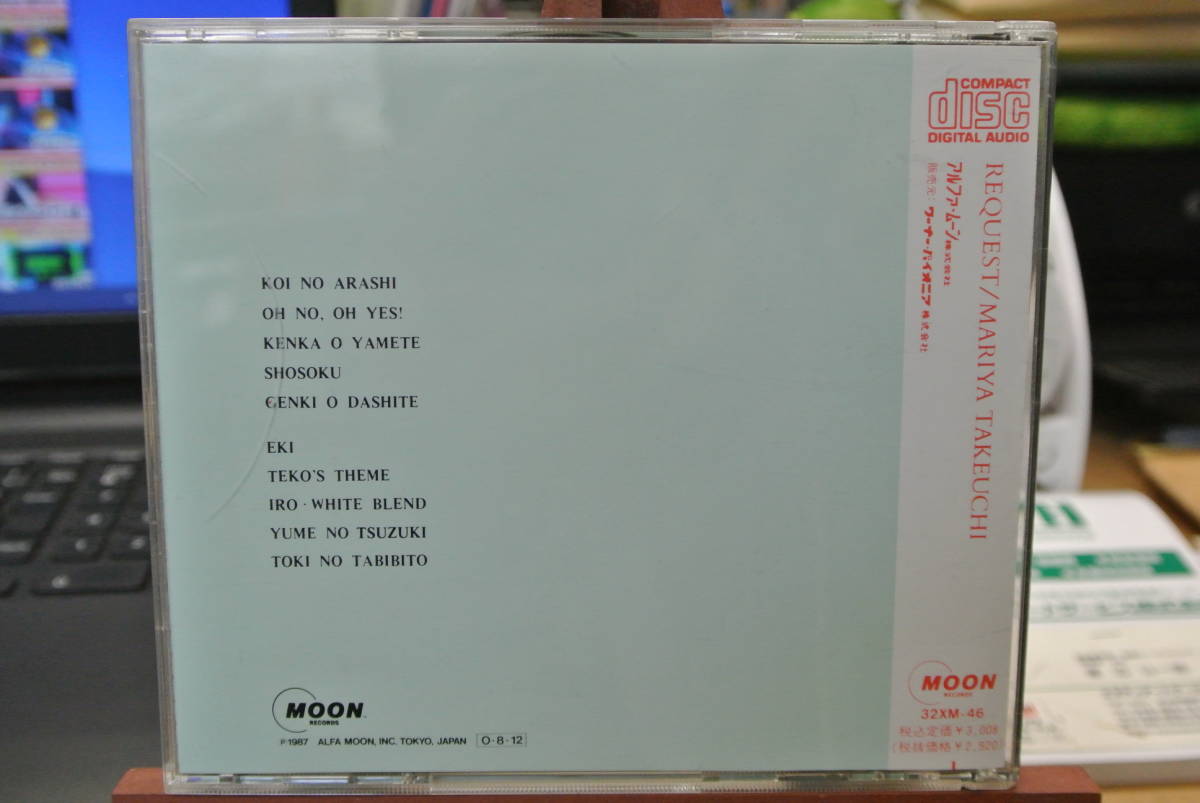 KOI NO ARASHI
OH NO, OH YES!
KENKA O YAMETE
SHOSOKU
GENKI O DASHITE
EKI
TEKO'S THEME
IRO · WHITE BLEND
YUME NO TSUZUKI
TOKI NO TABIBITO
MOON
RECORDS
℗1987 ALFA MOON, INC. TOKYO, JAPAN O·8·12
COMPACT
disc
DIGITAL AUDIO
REQUEST/MARIYA TAKEUCHI
アルファ・ムーン株式会社
販売元：ワーナー・パイオニア株式会社
MOON
RECORDS
32XM-46
税込定価¥3,008
(税抜価格¥2,920)